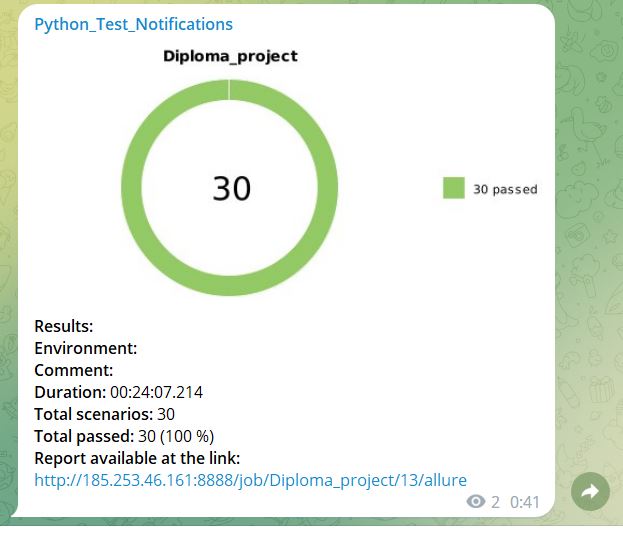 Python_Test_Notifications
Diploma_project
30
30 passed
Results:
Environment:
Comment:
Duration: 00:24:07.214
Total scenarios: 30
Total passed: 30 (100 %)
Report available at the link:
http://185.253.46.161:8888/job/Diploma_project/13/allure
2 0:41